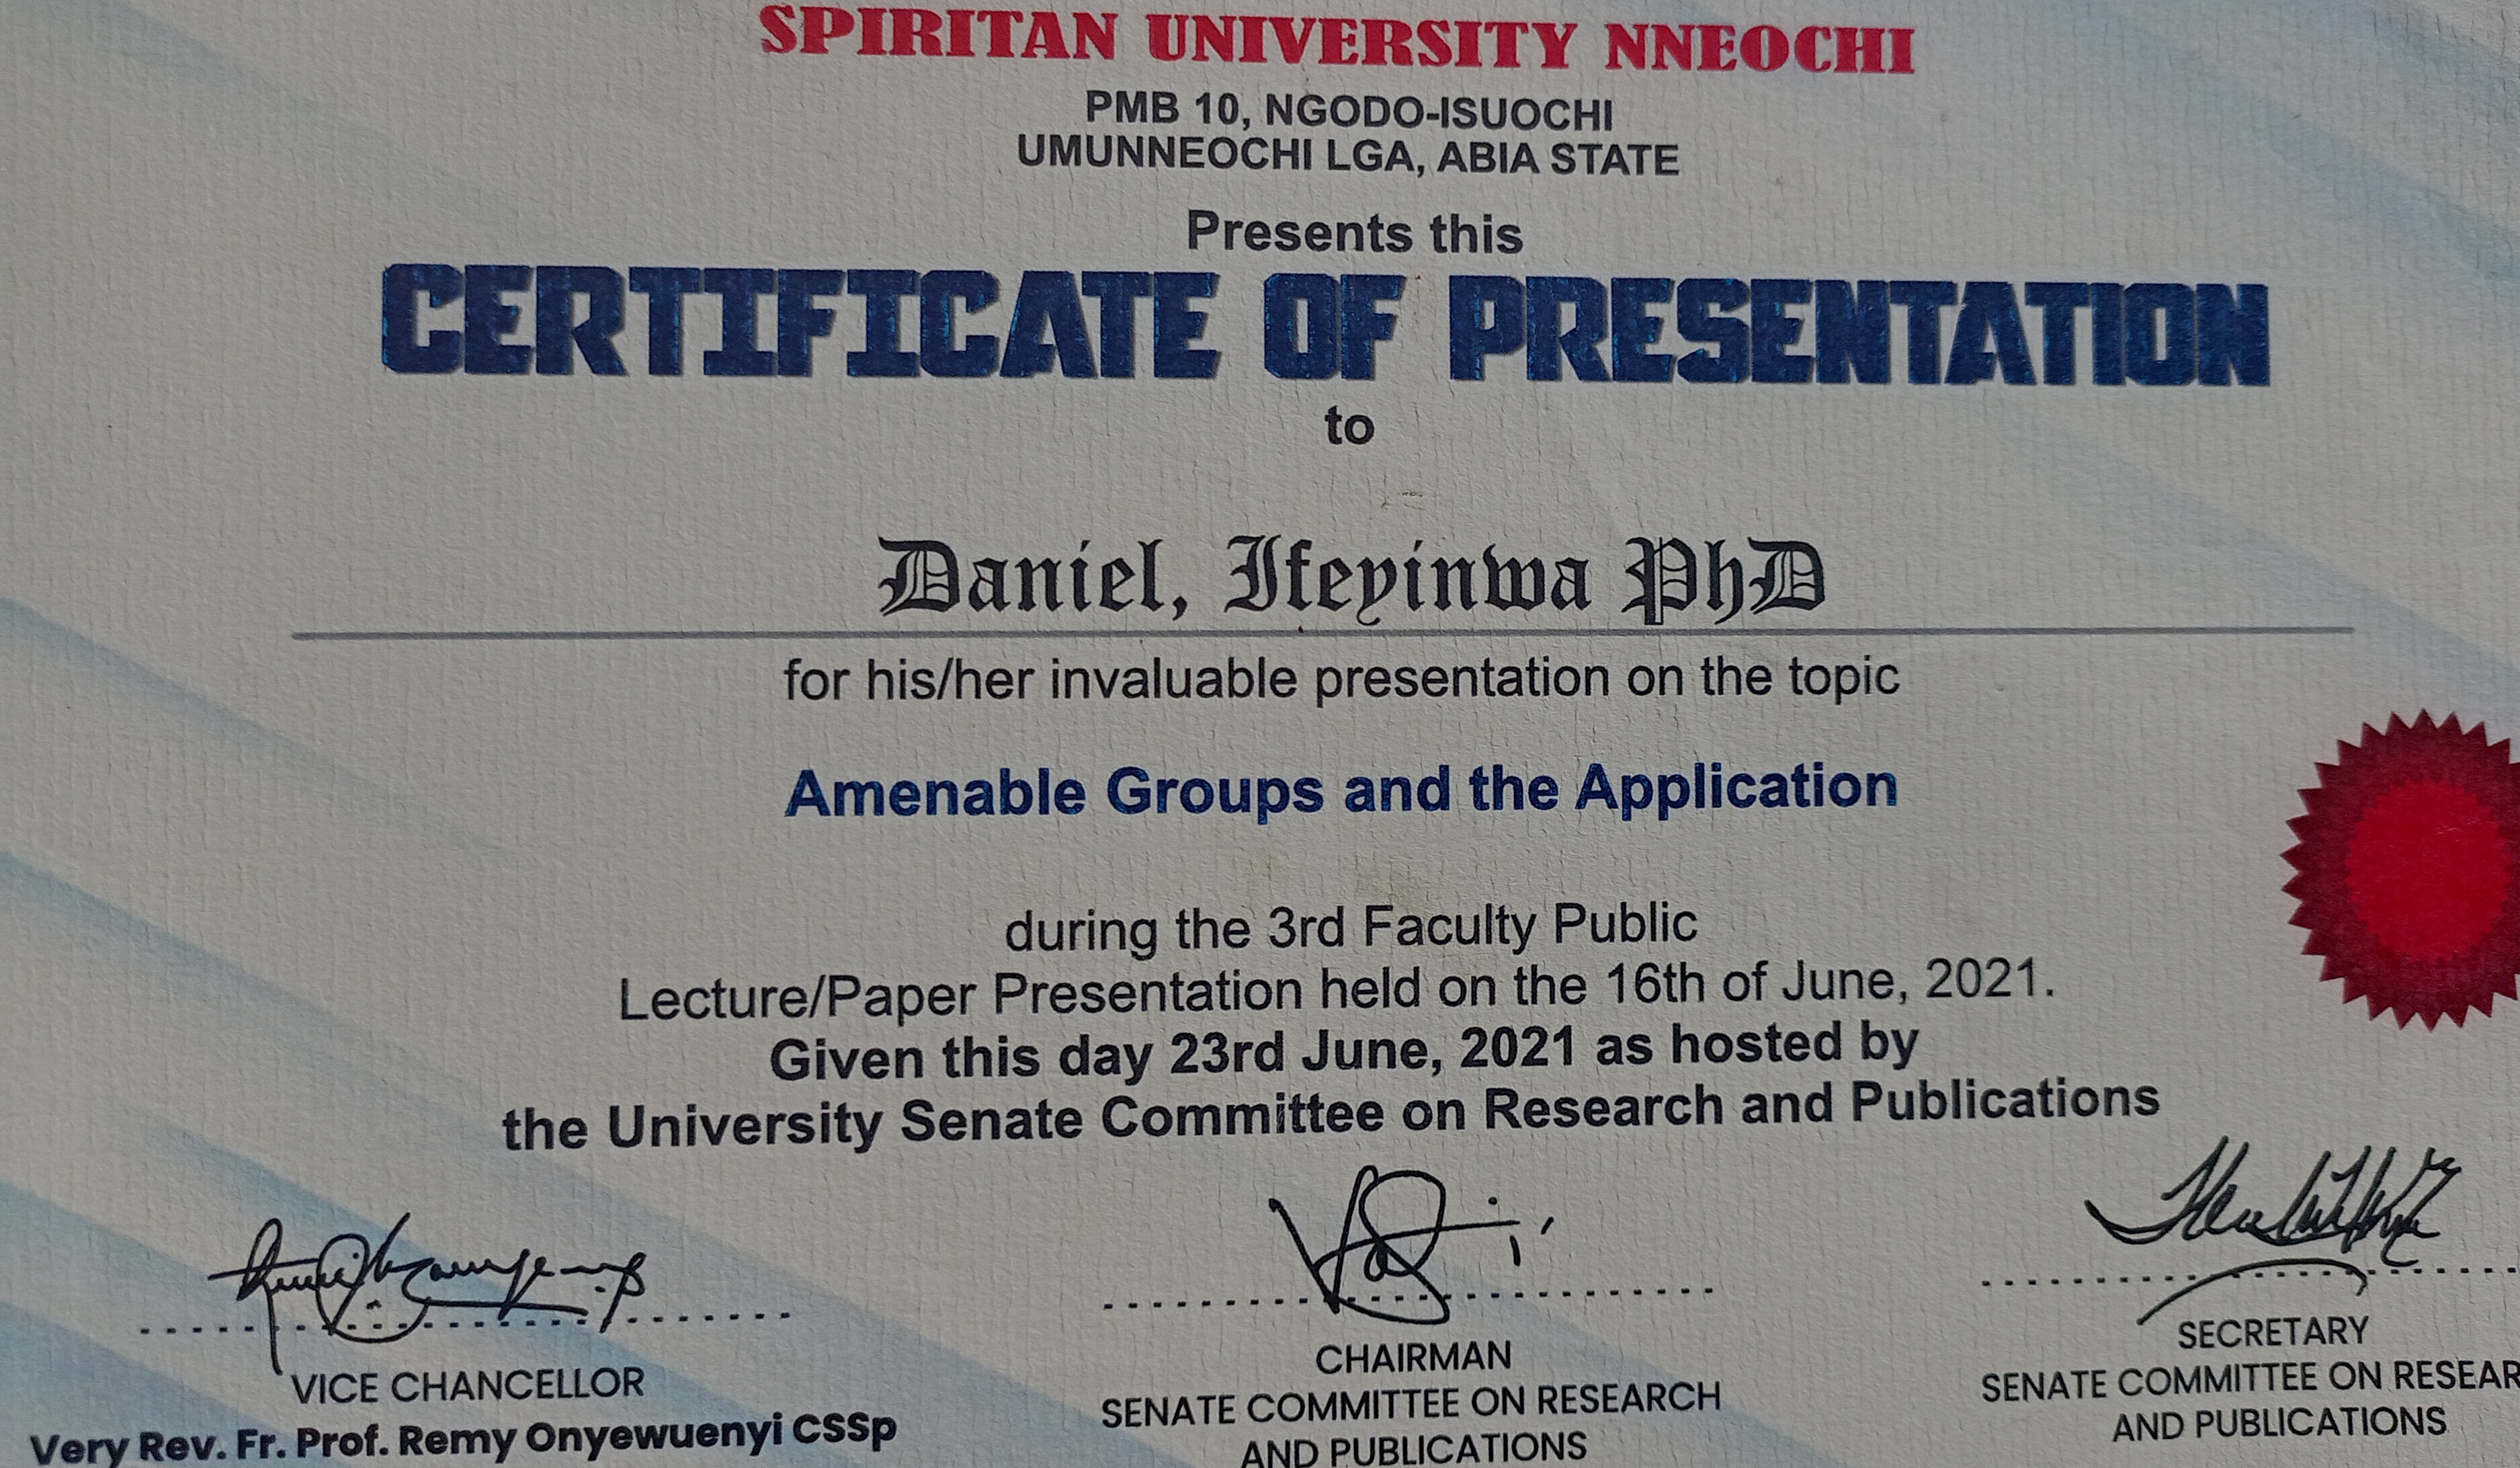 SPIRITAN UNIVERSITY NNEOCHI
PMB 10, NGODO-ISUOCHI
UMUNNEOCHI LGA, ABIA STATE
Presents this
CERTIFICATE OF PRESENTATION
to
Daniel, Ifeyinwa PhD
for his/her invaluable presentation on the topic
Amenable Groups and the Application
during the 3rd Faculty Public
Lecture/Paper Presentation held on the 16th of June, 2021.
Given this day 23rd June, 2021 as hosted by
the University Senate Committee on Research and Publications
VICE CHANCELLOR
Very Rev. Fr. Prof. Remy Onyewuenyi CSSp
CHAIRMAN
SENATE COMMITTEE ON RESEARCH
AND PUBLICATIONS
SECRETARY
SENATE COMMITTEE ON RESEAR
AND PUBLICATIONS